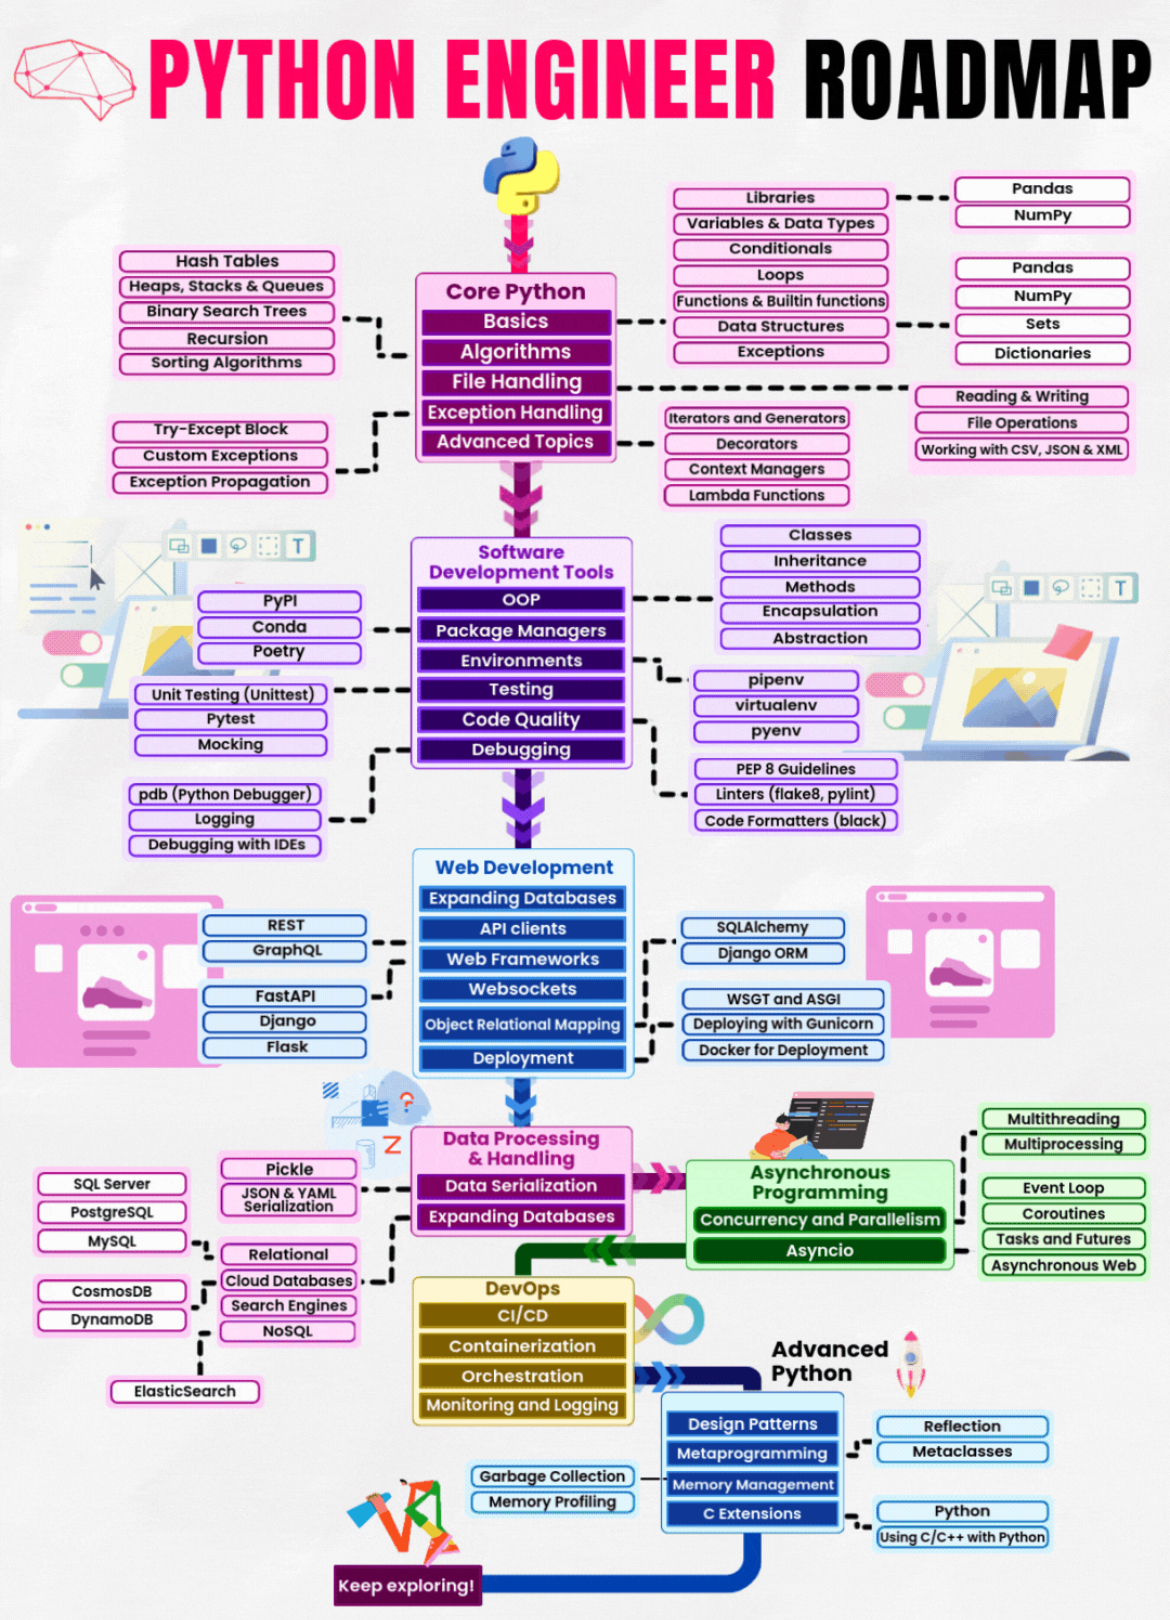 PYTHON ENGINEER ROADMAP
Libraries
Variables & Data Types
Conditionals
Loops
Functions & Builtin functions
Data Structures
Exceptions
Pandas
NumPy
Pandas
NumPy
Sets
Dictionaries
Hash Tables
Heaps, Stacks & Queues
Binary Search Trees
Recursion
Sorting Algorithms
Core Python
Basics
Algorithms
File Handling
Exception Handling
Advanced Topics
Reading & Writing
File Operations
Working with CSV, JSON & XML
Try-Except Block
Custom Exceptions
Exception Propagation
Iterators and Generators
Decorators
Context Managers
Lambda Functions
T
Software
Development Tools
OOP
Package Managers
Environments
Testing
Code Quality
Debugging
Classes
Inheritance
Methods
Encapsulation
Abstraction
T
PyPI
Conda
Poetry
Unit Testing (Unittest)
Pytest
Mocking
pipenv
virtualenv
pyenv
pdb (Python Debugger)
Logging
Debugging with IDEs
PEP 8 Guidelines
Linters (flake8, pylint)
Code Formatters (black)
Web Development
Expanding Databases
API clients
Web Frameworks
Websockets
Object Relational Mapping
Deployment
REST
GraphQL
FastAPI
Django
Flask
SQLAlchemy
Django ORM
WSGT and ASGI
Deploying with Gunicorn
Docker for Deployment
?
Z
Data Processing
& Handling
Data Serialization
Expanding Databases
Pickle
JSON & YAML
Serialization
Relational
Cloud Databases
Search Engines
NoSQL
SQL Server
PostgreSQL
MySQL
CosmosDB
DynamoDB
ElasticSearch
Asynchronous
Programming
Concurrency and Parallelism
Asyncio
Multithreading
Multiprocessing
Event Loop
Coroutines
Tasks and Futures
Asynchronous Web
DevOps
CI/CD
Containerization
Orchestration
Monitoring and Logging
Advanced
Python
Design Patterns
Metaprogramming
Memory Management
C Extensions
Reflection
Metaclasses
Garbage Collection
Memory Profiling
Python
Using C/C++ with Python
Keep exploring!